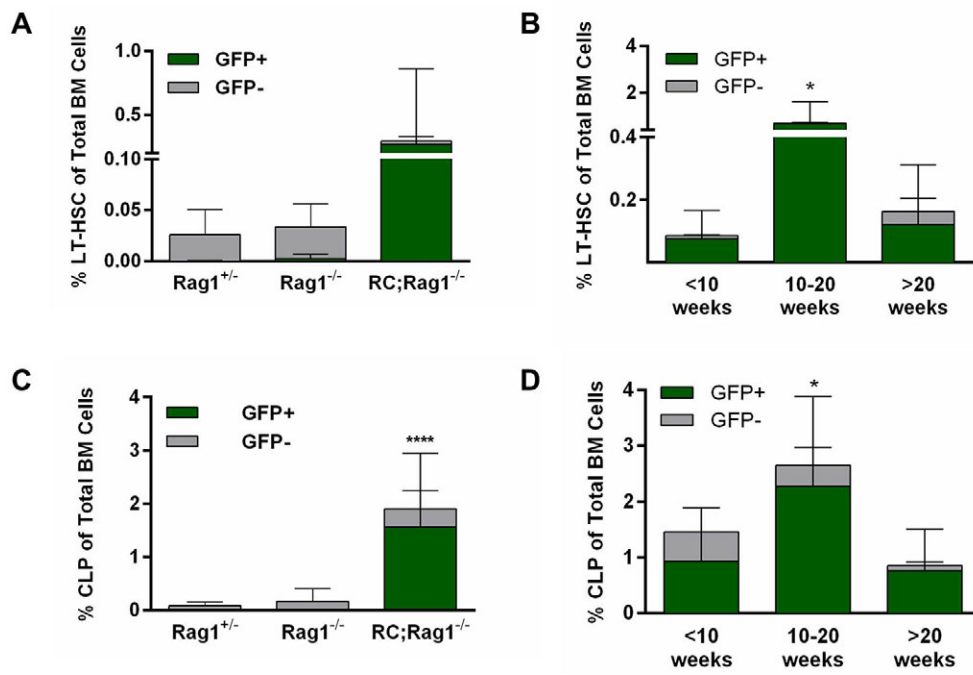 A
% LT-HSC of Total BM Cells
1.0
0.5
0.10
0.05
0.00
GFP+
GFP-
Rag1+/- Rag1-/- RC;Rag1-/-
B
% LT-HSC of Total BM Cells
4
2
0.4
0.2
GFP+
GFP-
*
<10 10-20 >20
weeks weeks weeks
C
% CLP of Total BM Cells
4
3
2
1
0
GFP+
GFP-
****
Rag1+/- Rag1-/- RC;Rag1-/-
D
% CLP of Total BM Cells
4
3
2
1
0
GFP+
GFP-
*
<10 10-20 >20
weeks weeks weeks